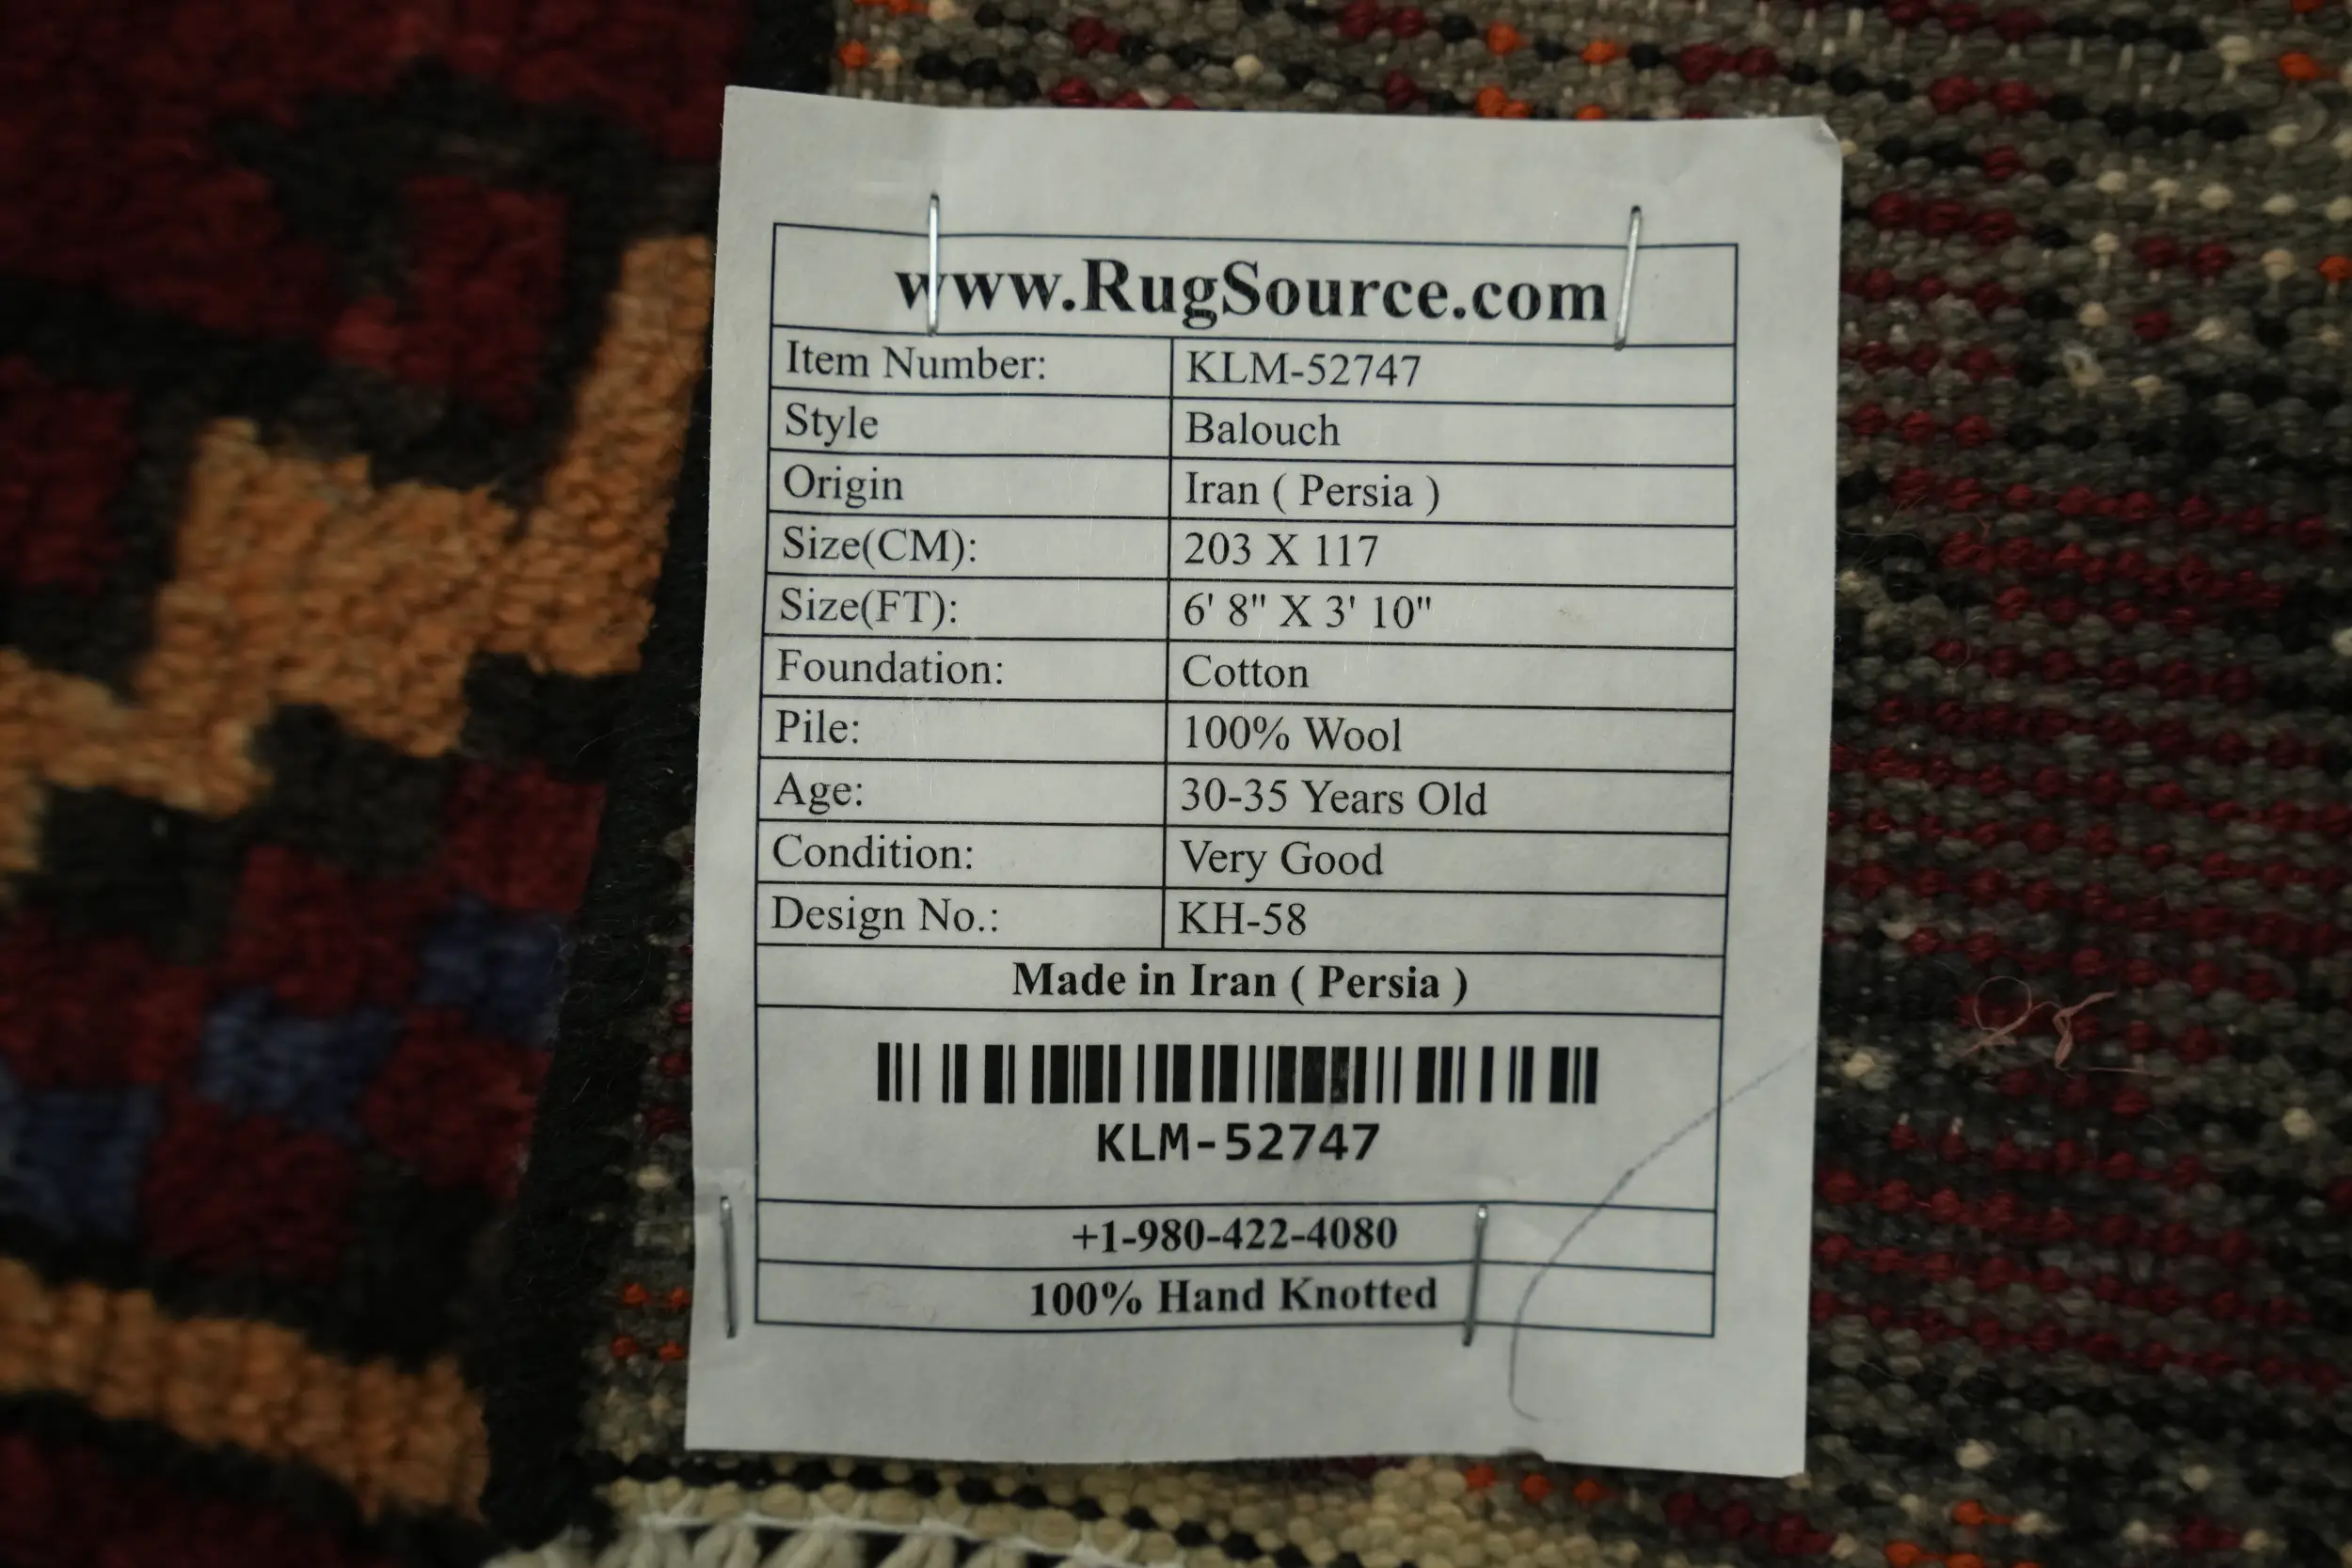 www.RugSource.com
Item Number: KLM-52747
Style Balouch
Origin Iran ( Persia )
Size(CM): 203 X 117
Size(FT): 6' 8" X 3' 10"
Foundation: Cotton
Pile: 100% Wool
Age: 30-35 Years Old
Condition: Very Good
Design No.: KH-58
Made in Iran ( Persia )
KLM-52747
+1-980-422-4080
100% Hand Knotted